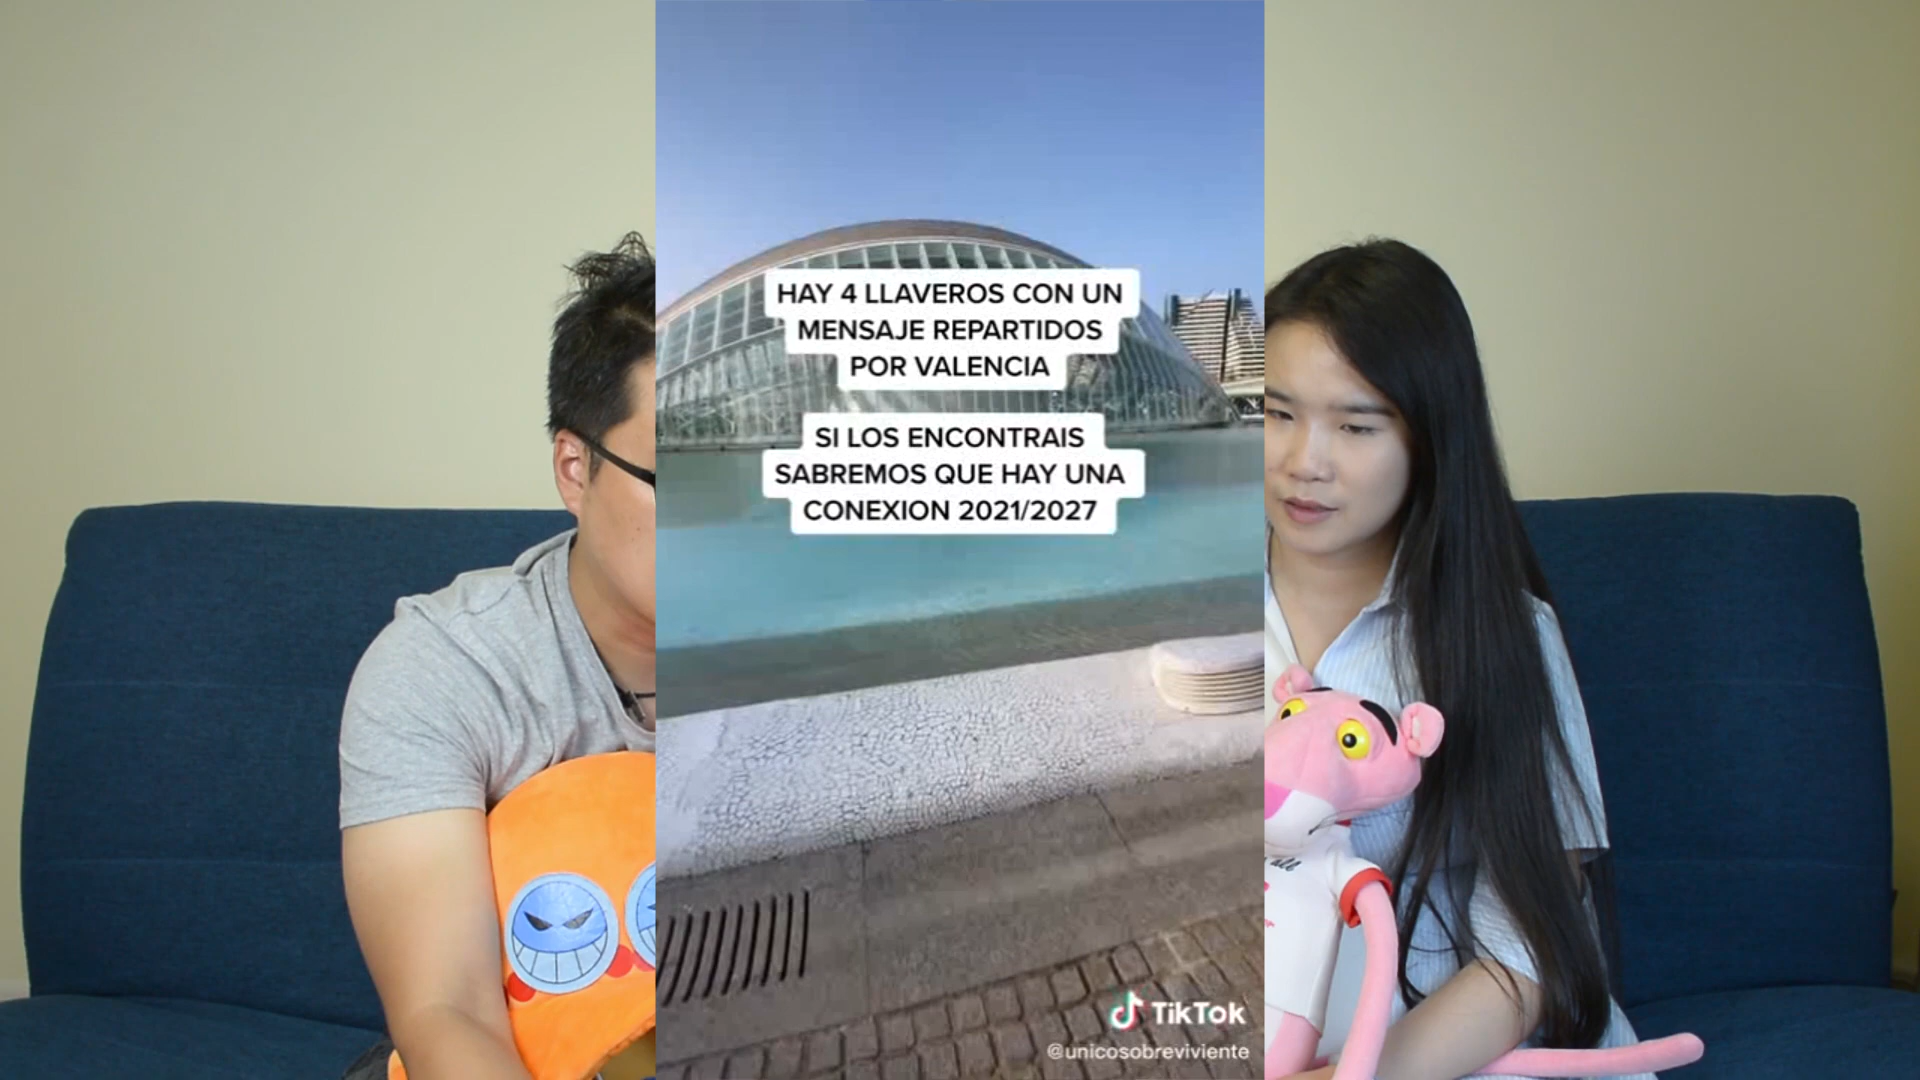 HAY 4 LLAVEROS CON UN
MENSAJE REPARTIDOS
POR VALENCIA
SI LOS ENCONTRAIS
SABREMOS QUE HAY UNA
CONEXION 2021/2027
all
TikTok
@unicosobreviviente